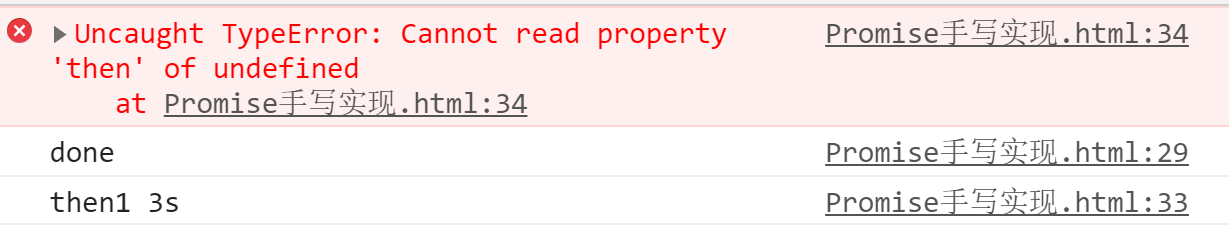 Uncaught TypeError: Cannot read property Promise手写实现.html:34
'then' of undefined
at Promise手写实现.html:34
done Promise手写实现.html:29
then1 3s Promise手写实现.html:33